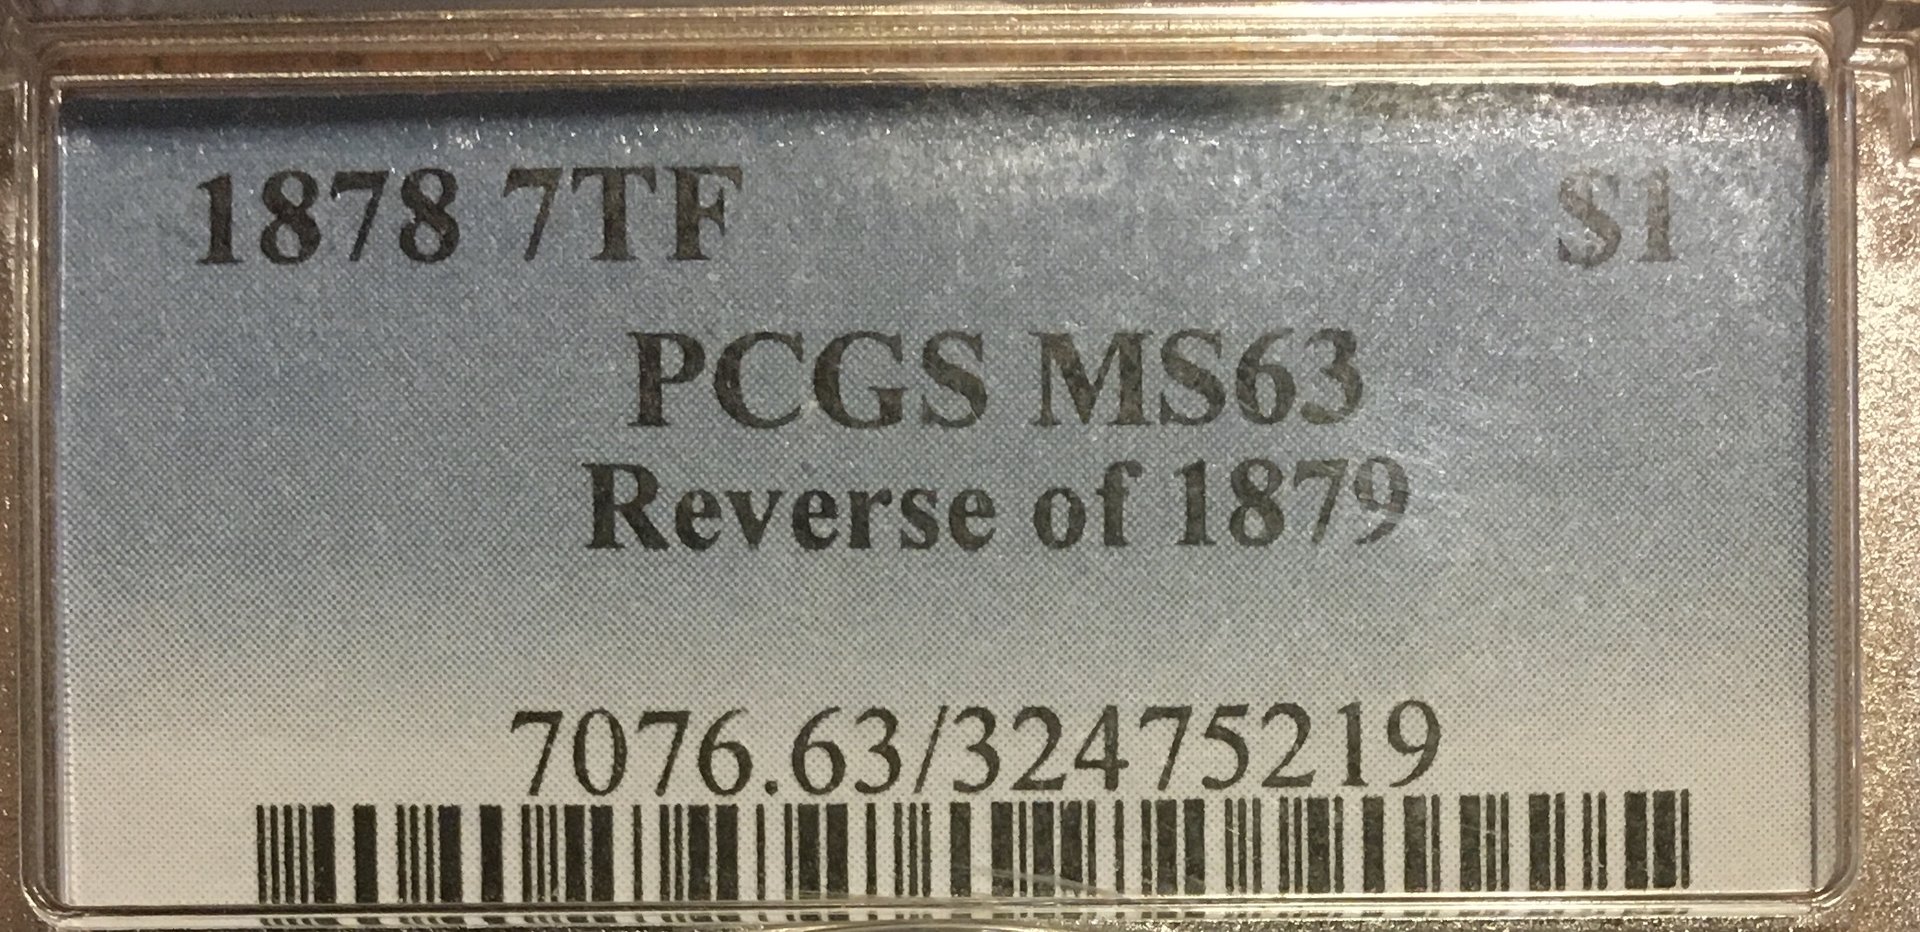 1878 7TF $1
PCGS MS63
Reverse of 1879
7076.63/32475219